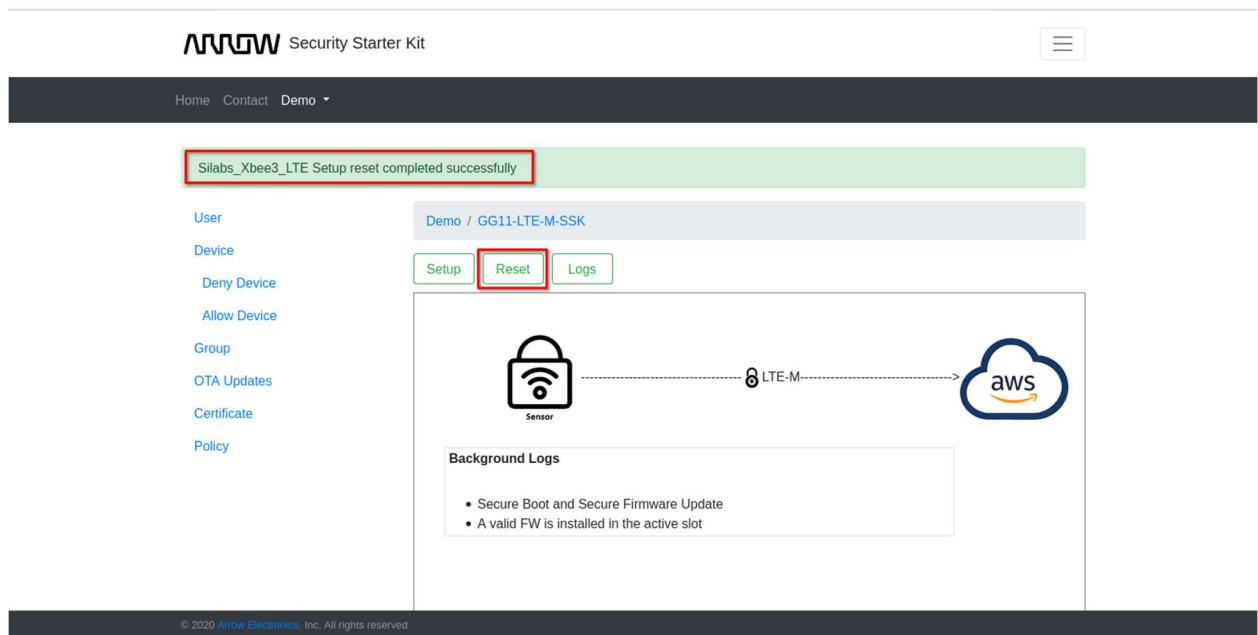 ARROW Security Starter Kit
Home Contact Demo
Silabs_Xbee3_LTE Setup reset completed successfully
User
Device
Deny Device
Allow Device
Group
OTA Updates
Certificate
Policy
Demo / GG11-LTE-M-SSK
Setup Reset Logs
Sensor
---------------------------------- LTE-M-------------------------------->
aws
Background Logs
• Secure Boot and Secure Firmware Update
• A valid FW is installed in the active slot
© 2020 Arrow Electronics, Inc. All rights reserved